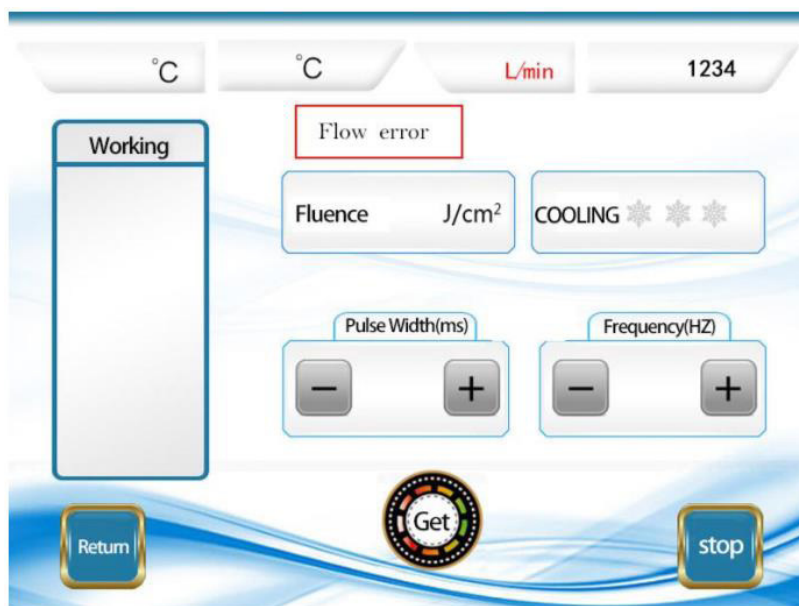 °C °C L/min 1234
Working
Flow error
Fluence J/cm² COOLING
Pulse Width(ms) Frequency(HZ)
− + − +
Return Get stop